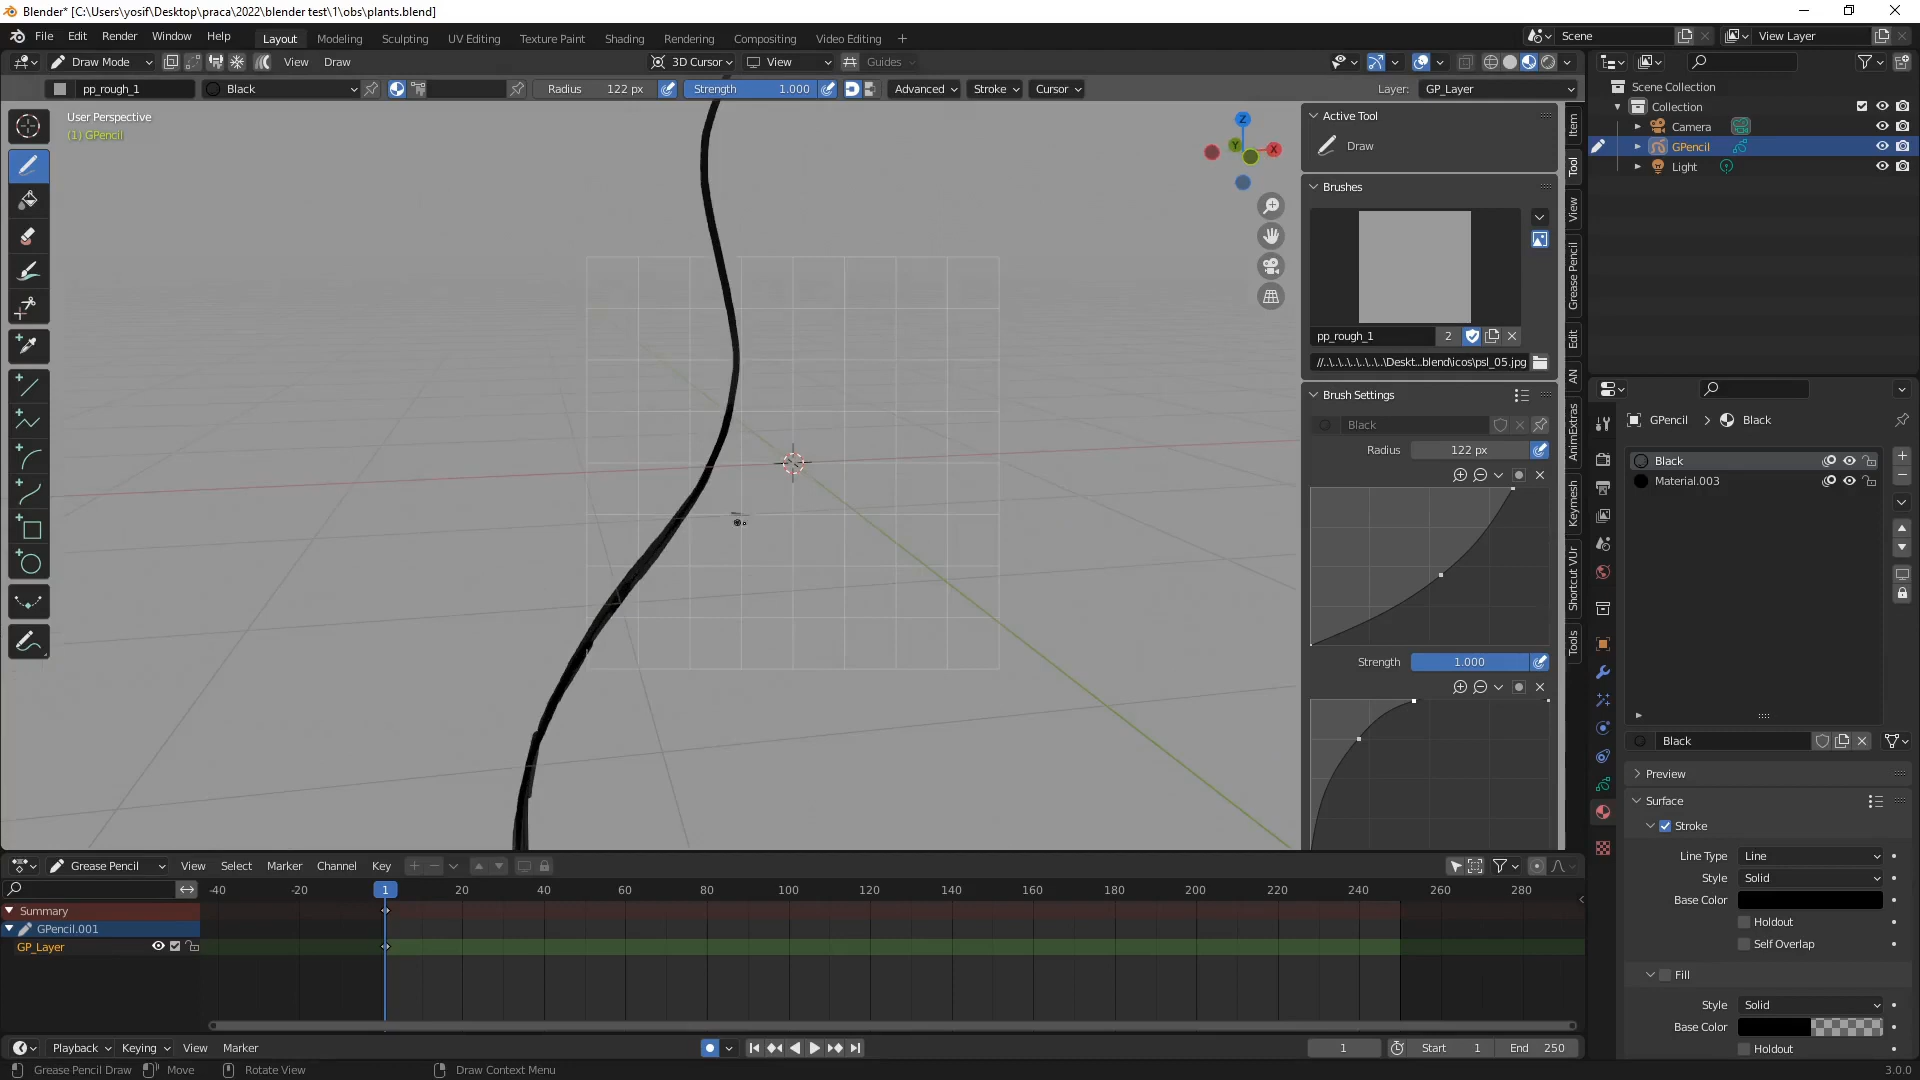 Blender* [C:\Users\yosif\Desktop\praca\2022\blender test\1\obs\plants.blend]
File Edit Render Window Help Layout Modeling Sculpting UV Editing Texture Paint Shading Rendering Compositing Video Editing + Scene View Layer
Draw Mode View Draw 3D Cursor View Guides
pp_rough_1 Black Radius 122 px Strength 1.000 Advanced Stroke Cursor Layer: GP_Layer
User Perspective
(1) GPencil
Z
Y
X
Active Tool
Draw
Brushes
pp_rough_1 2
//..\..\..\..\..\..\Deskt...blend\icos\psl_05.jpg
Brush Settings
Black
Radius 122 px
Strength 1.000
Item
Tool
View
Grease Pencil
Edit
AN
AnimExtras
Keymesh
Shortcut VUr
Tools
Scene Collection
Collection
Camera
GPencil
Light
GPencil > Black
Black
Material.003
Black
Preview
Surface
Stroke
Line Type Line
Style Solid
Base Color
Holdout
Self Overlap
Fill
Style Solid
Base Color
Holdout
Grease Pencil View Select Marker Channel Key
-40 -20 1 20 40 60 80 100 120 140 160 180 200 220 240 260 280
Summary
GPencil.001
GP_Layer
Playback Keying View Marker 1 Start 1 End 250
Grease Pencil Draw Move Rotate View Draw Context Menu 3.0.0